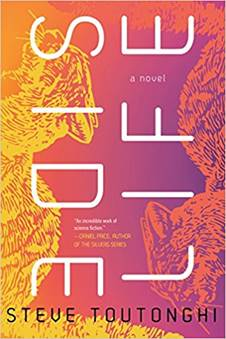 SIDE
LIFE
a novel
"An incredible work of
science fiction."
—DANIEL PRICE, AUTHOR
OF THE SILVERS SERIES
STEVE TOUTONGHI